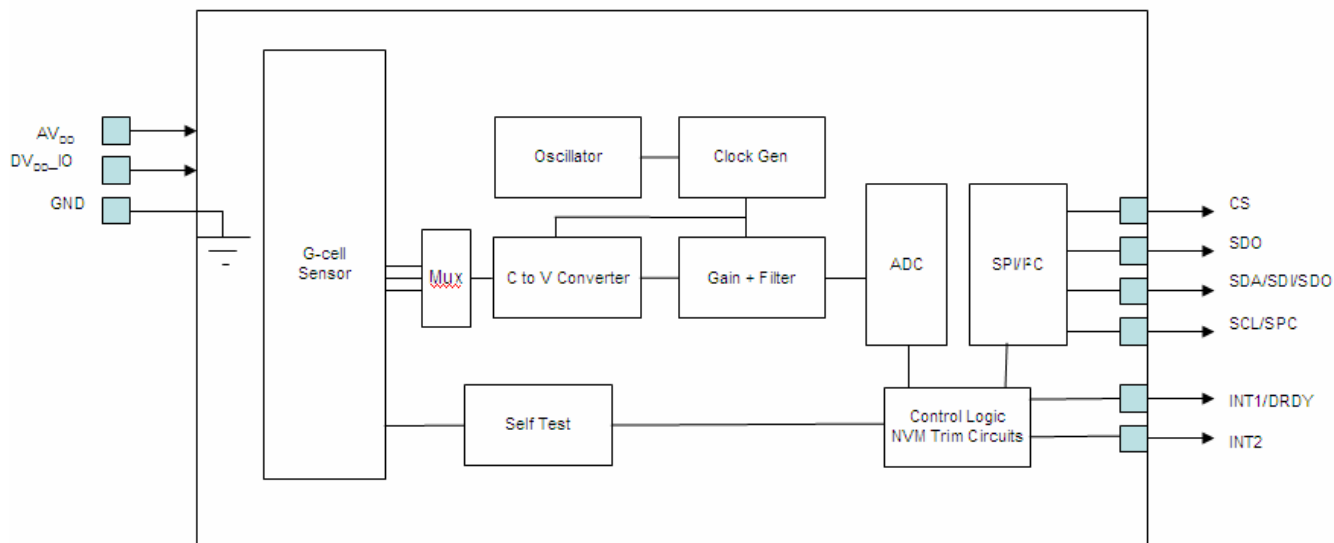 AVDD
DVDD_IO
GND
G-cell
Sensor
Mux
Oscillator
Clock Gen
C to V Converter
Gain + Filter
ADC
SPI/I²C
Self Test
Control Logic
NVM Trim Circuits
CS
SDO
SDA/SDI/SDO
SCL/SPC
INT1/DRDY
INT2